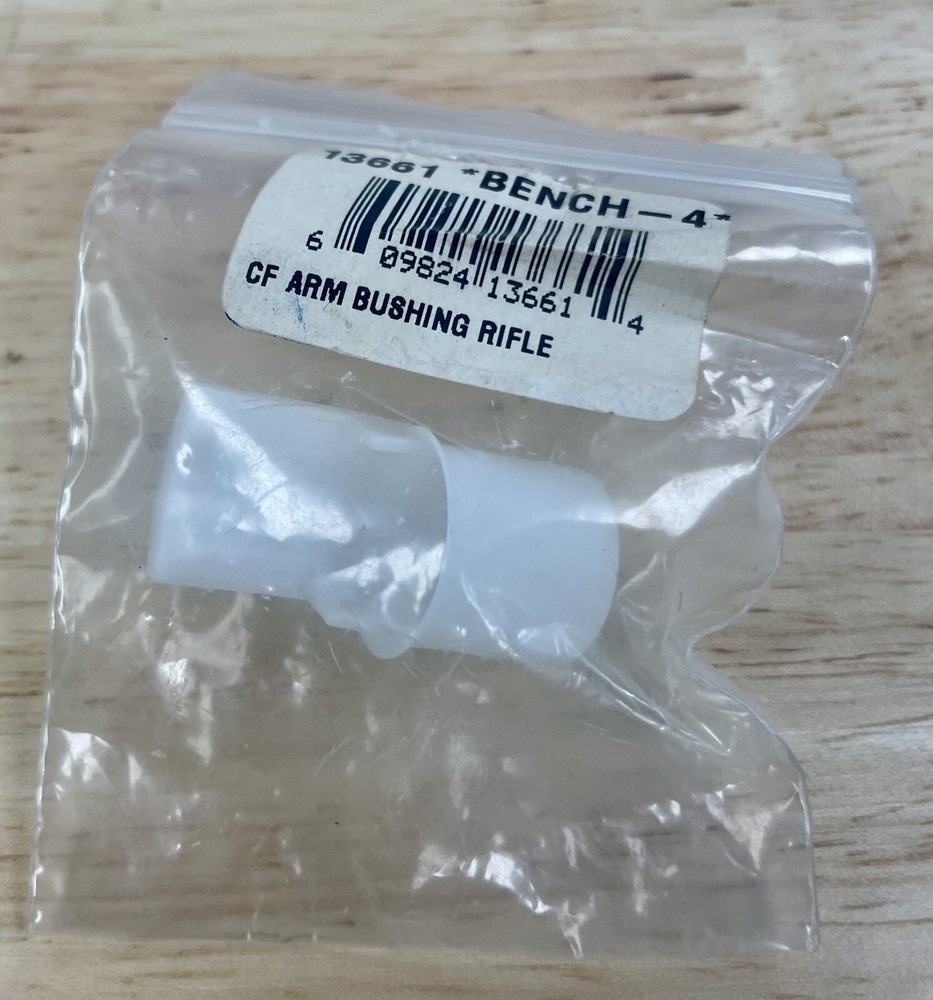 13661 *BENCH-4*
6 09824 13661 4
CF ARM BUSHING RIFLE